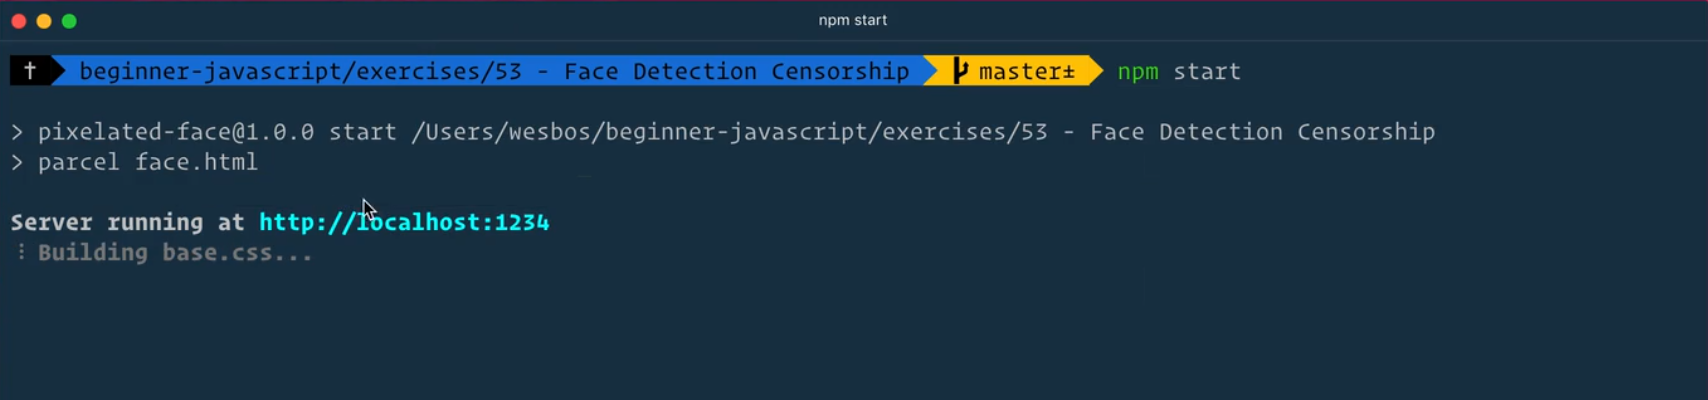 npm start
† beginner-javascript/exercises/53 - Face Detection Censorship master± npm start
> pixelated-face@1.0.0 start /Users/wesbos/beginner-javascript/exercises/53 - Face Detection Censorship
> parcel face.html
Server running at http://localhost:1234
⋮ Building base.css...